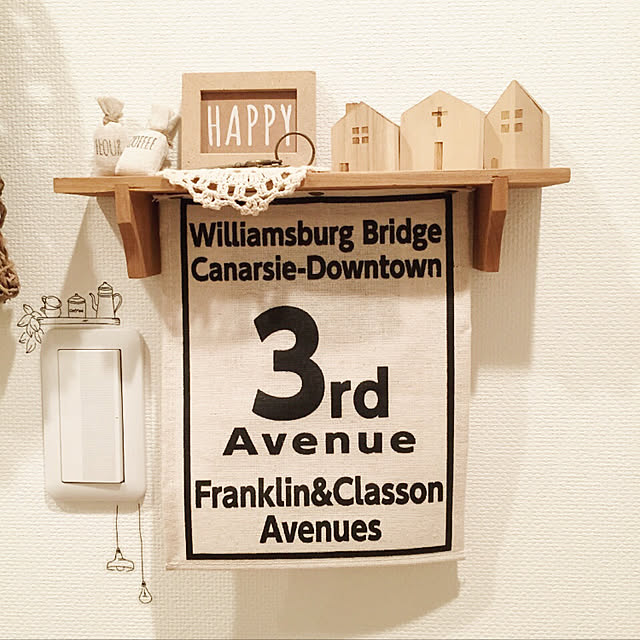 HAPPY
FLOUR
COFFEE
Williamsburg Bridge
Canarsie-Downtown
3rd
Avenue
Franklin&Classon
Avenues